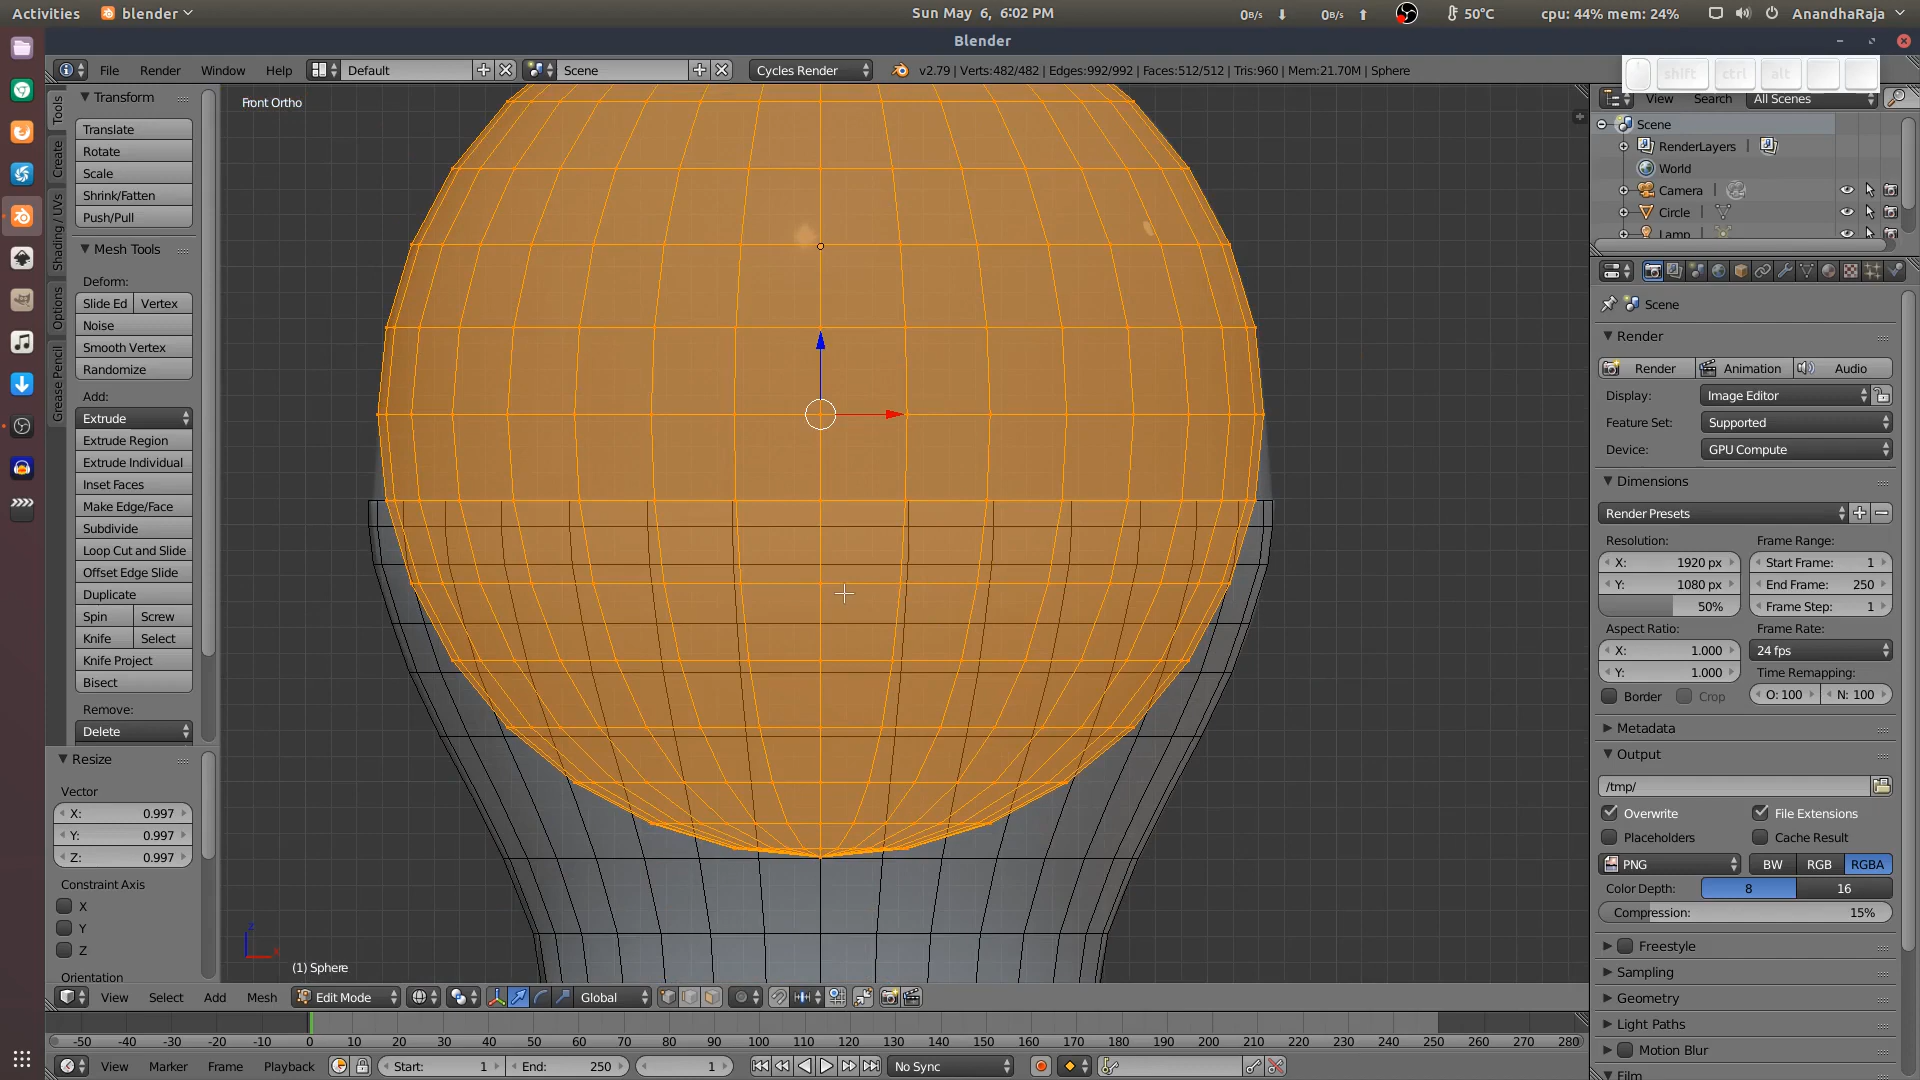 Activities
blender
Sun May 6, 6:02 PM
0B/s
0B/s
50°C
cpu: 44% mem: 24%
AnandhaRaja
Blender
File
Render
Window
Help
Default
Scene
Cycles Render
v2.79 | Verts:482/482 | Edges:992/992 | Faces:512/512 | Tris:960 | Mem:21.70M | Sphere
shift
ctrl
alt
View
Search
All Scenes
Tools
Create
Shading / UVs
Options
Grease Pencil
Transform
Translate
Rotate
Scale
Shrink/Fatten
Push/Pull
Mesh Tools
Deform:
Slide Ed
Vertex
Noise
Smooth Vertex
Randomize
Add:
Extrude
Extrude Region
Extrude Individual
Inset Faces
Make Edge/Face
Subdivide
Loop Cut and Slide
Offset Edge Slide
Duplicate
Spin
Screw
Knife
Select
Knife Project
Bisect
Remove:
Delete
Resize
Vector
X: 0.997
Y: 0.997
Z: 0.997
Constraint Axis
X
Y
Z
Orientation
Front Ortho
z
x
(1) Sphere
View
Select
Add
Mesh
Edit Mode
Global
-50 -40 -30 -20 -10 0 10 20 30 40 50 60 70 80 90 100 110 120 130 140 150 160 170 180 190 200 210 220 230 240 250 260 270 280
View
Marker
Frame
Playback
Start: 1
End: 250
1
No Sync
Scene
RenderLayers
World
Camera
Circle
Lamp
Scene
Render
Render
Animation
Audio
Display:
Image Editor
Feature Set:
Supported
Device:
GPU Compute
Dimensions
Render Presets
Resolution:
Frame Range:
X: 1920 px
Start Frame: 1
Y: 1080 px
End Frame: 250
50%
Frame Step: 1
Aspect Ratio:
Frame Rate:
X: 1.000
24 fps
Y: 1.000
Time Remapping:
Border
Crop
O: 100
N: 100
Metadata
Output
/tmp/
Overwrite
File Extensions
Placeholders
Cache Result
PNG
BW
RGB
RGBA
Color Depth:
8
16
Compression: 15%
Freestyle
Sampling
Geometry
Light Paths
Motion Blur
Film